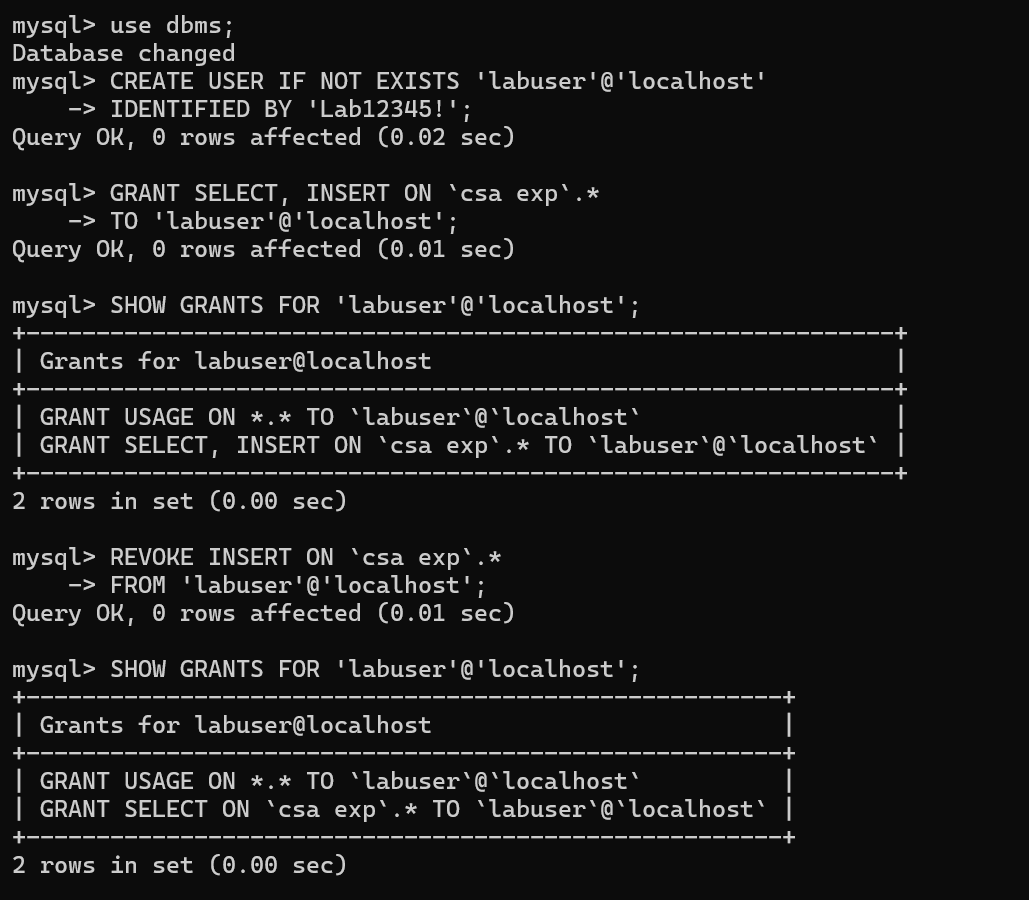 mysql> use dbms;
Database changed
mysql> CREATE USER IF NOT EXISTS 'labuser'@'localhost'
    -> IDENTIFIED BY 'Lab12345!';
Query OK, 0 rows affected (0.02 sec)

mysql> GRANT SELECT, INSERT ON `csa exp`.*
    -> TO 'labuser'@'localhost';
Query OK, 0 rows affected (0.01 sec)

mysql> SHOW GRANTS FOR 'labuser'@'localhost';
+--------------------------------------------------------------+
| Grants for labuser@localhost                                 |
+--------------------------------------------------------------+
| GRANT USAGE ON *.* TO `labuser`@`localhost`                  |
| GRANT SELECT, INSERT ON `csa exp`.* TO `labuser`@`localhost` |
+--------------------------------------------------------------+
2 rows in set (0.00 sec)

mysql> REVOKE INSERT ON `csa exp`.*
    -> FROM 'labuser'@'localhost';
Query OK, 0 rows affected (0.01 sec)

mysql> SHOW GRANTS FOR 'labuser'@'localhost';
+------------------------------------------------------+
| Grants for labuser@localhost                         |
+------------------------------------------------------+
| GRANT USAGE ON *.* TO `labuser`@`localhost`          |
| GRANT SELECT ON `csa exp`.* TO `labuser`@`localhost` |
+------------------------------------------------------+
2 rows in set (0.00 sec)